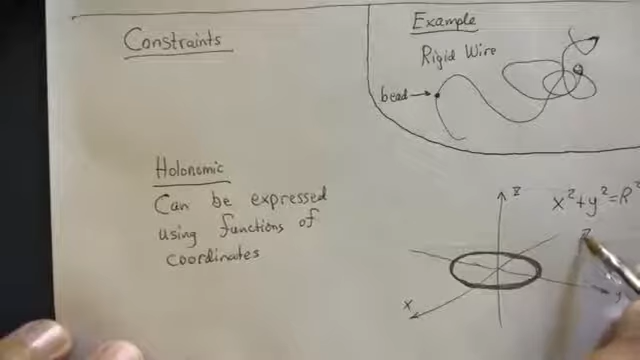 Constraints
Example
Rigid Wire
bead
Holonomic
Can be expressed
using functions of
coordinates
z
x² + y² = R²
x
y